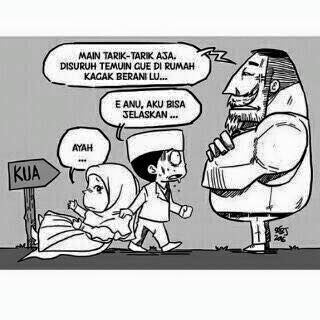 MAIN TARIK-TARIK AJA.
DISURUH TEMUIN GUE DI RUMAH
KAGAK BERANI LU...
E ANU, AKU BISA
JELASKAN ...
AYAH
...
KUA